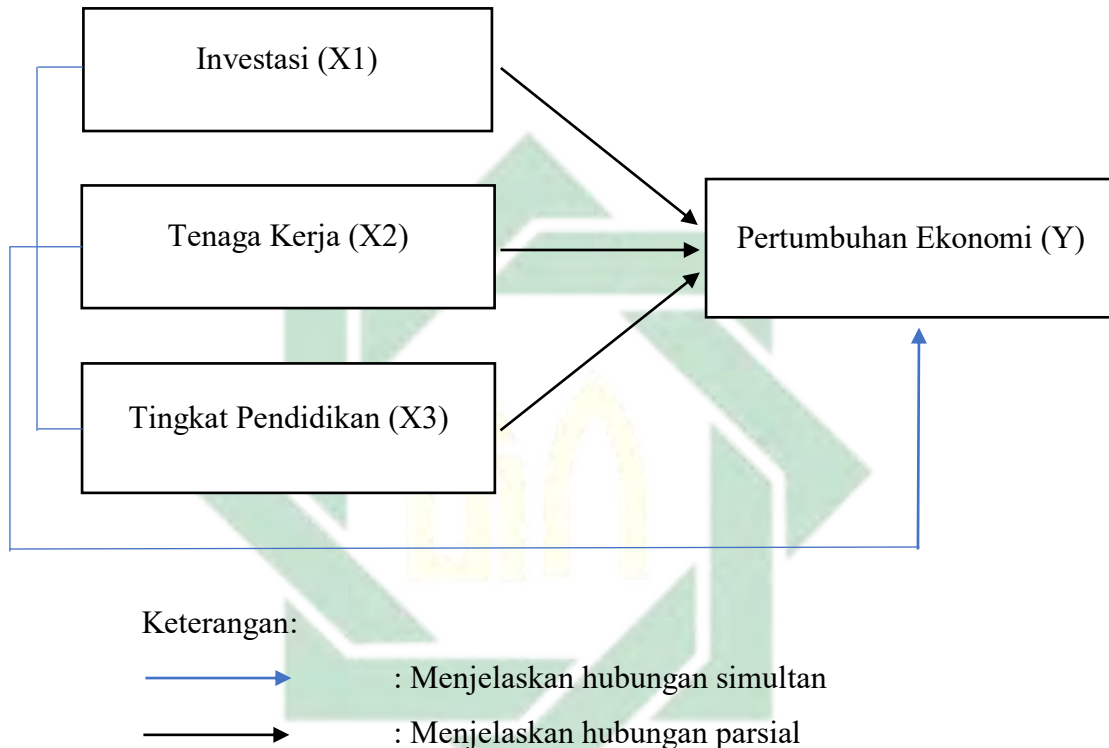 Investasi (X1)
Tenaga Kerja (X2)
Pertumbuhan Ekonomi (Y)
Tingkat Pendidikan (X3)
Keterangan:
: Menjelaskan hubungan simultan
: Menjelaskan hubungan parsial